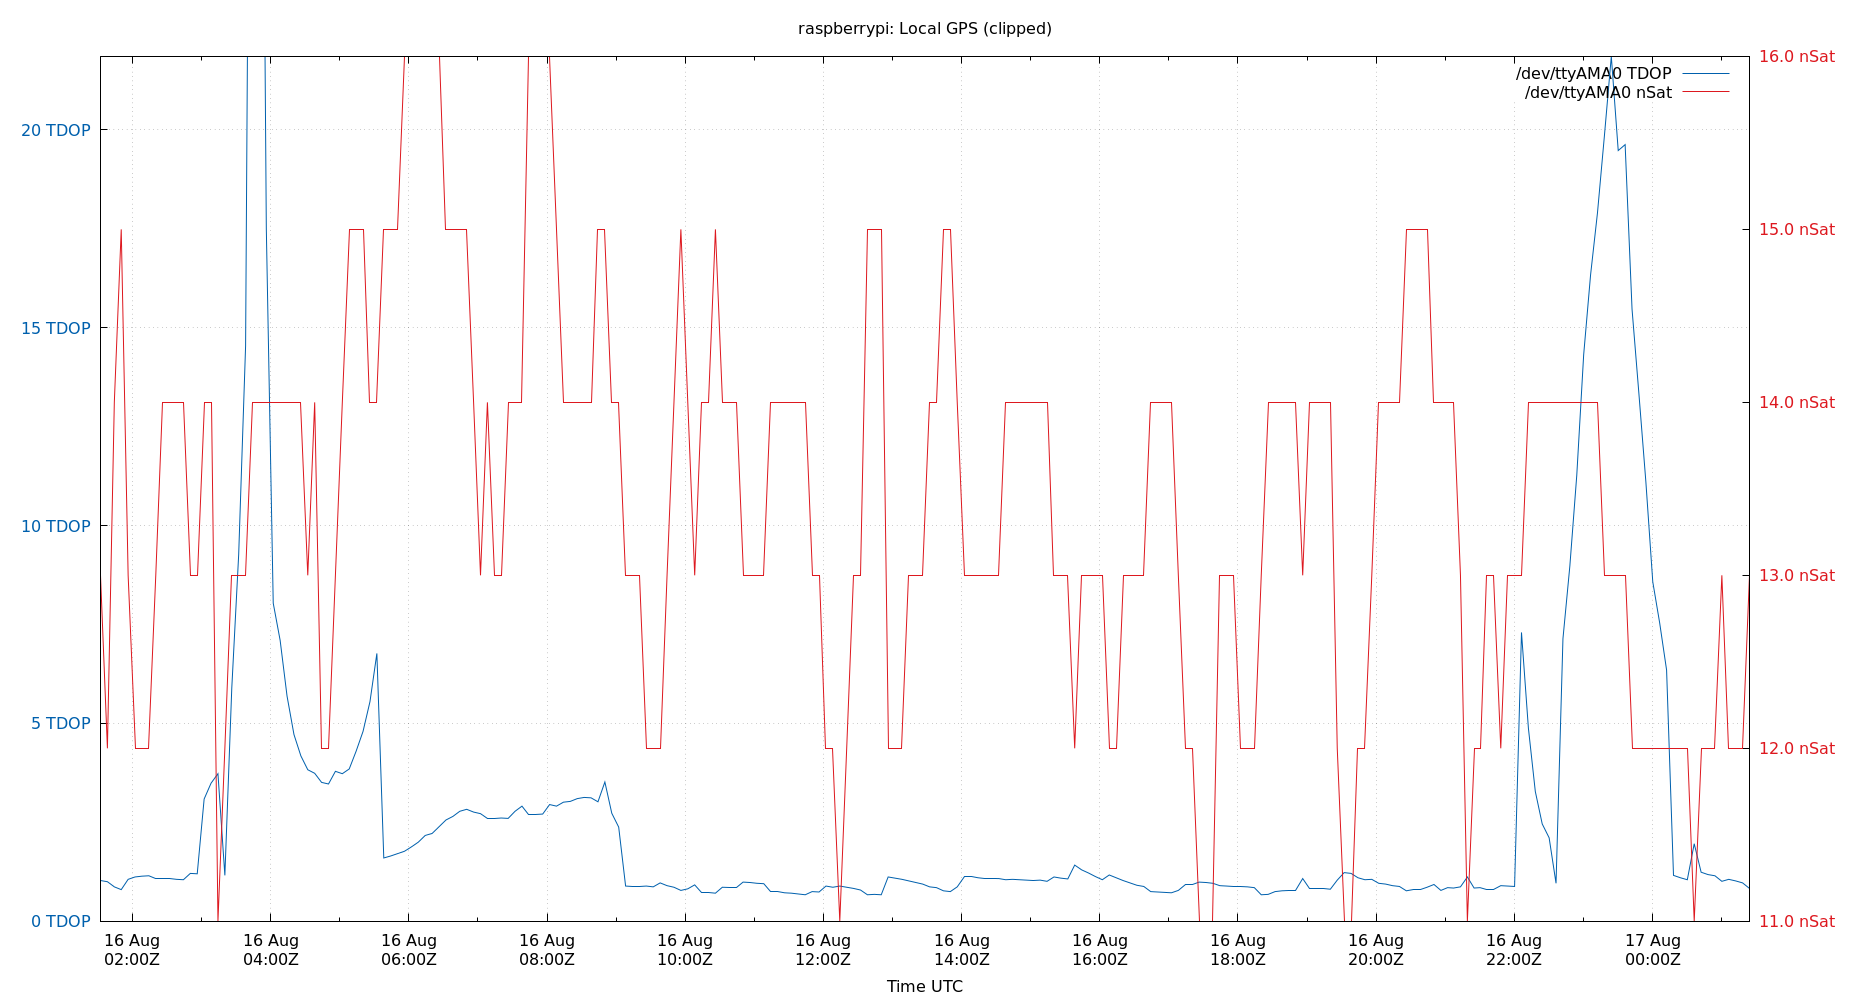 raspberrypi: Local GPS (clipped)
/dev/ttyAMA0 TDOP
/dev/ttyAMA0 nSat
20 TDOP
15 TDOP
10 TDOP
5 TDOP
0 TDOP
16.0 nSat
15.0 nSat
14.0 nSat
13.0 nSat
12.0 nSat
11.0 nSat
16 Aug 16 Aug 16 Aug 16 Aug 16 Aug 16 Aug 16 Aug 16 Aug 16 Aug 16 Aug 16 Aug 17 Aug
02:00Z 04:00Z 06:00Z 08:00Z 10:00Z 12:00Z 14:00Z 16:00Z 18:00Z 20:00Z 22:00Z 00:00Z
Time UTC